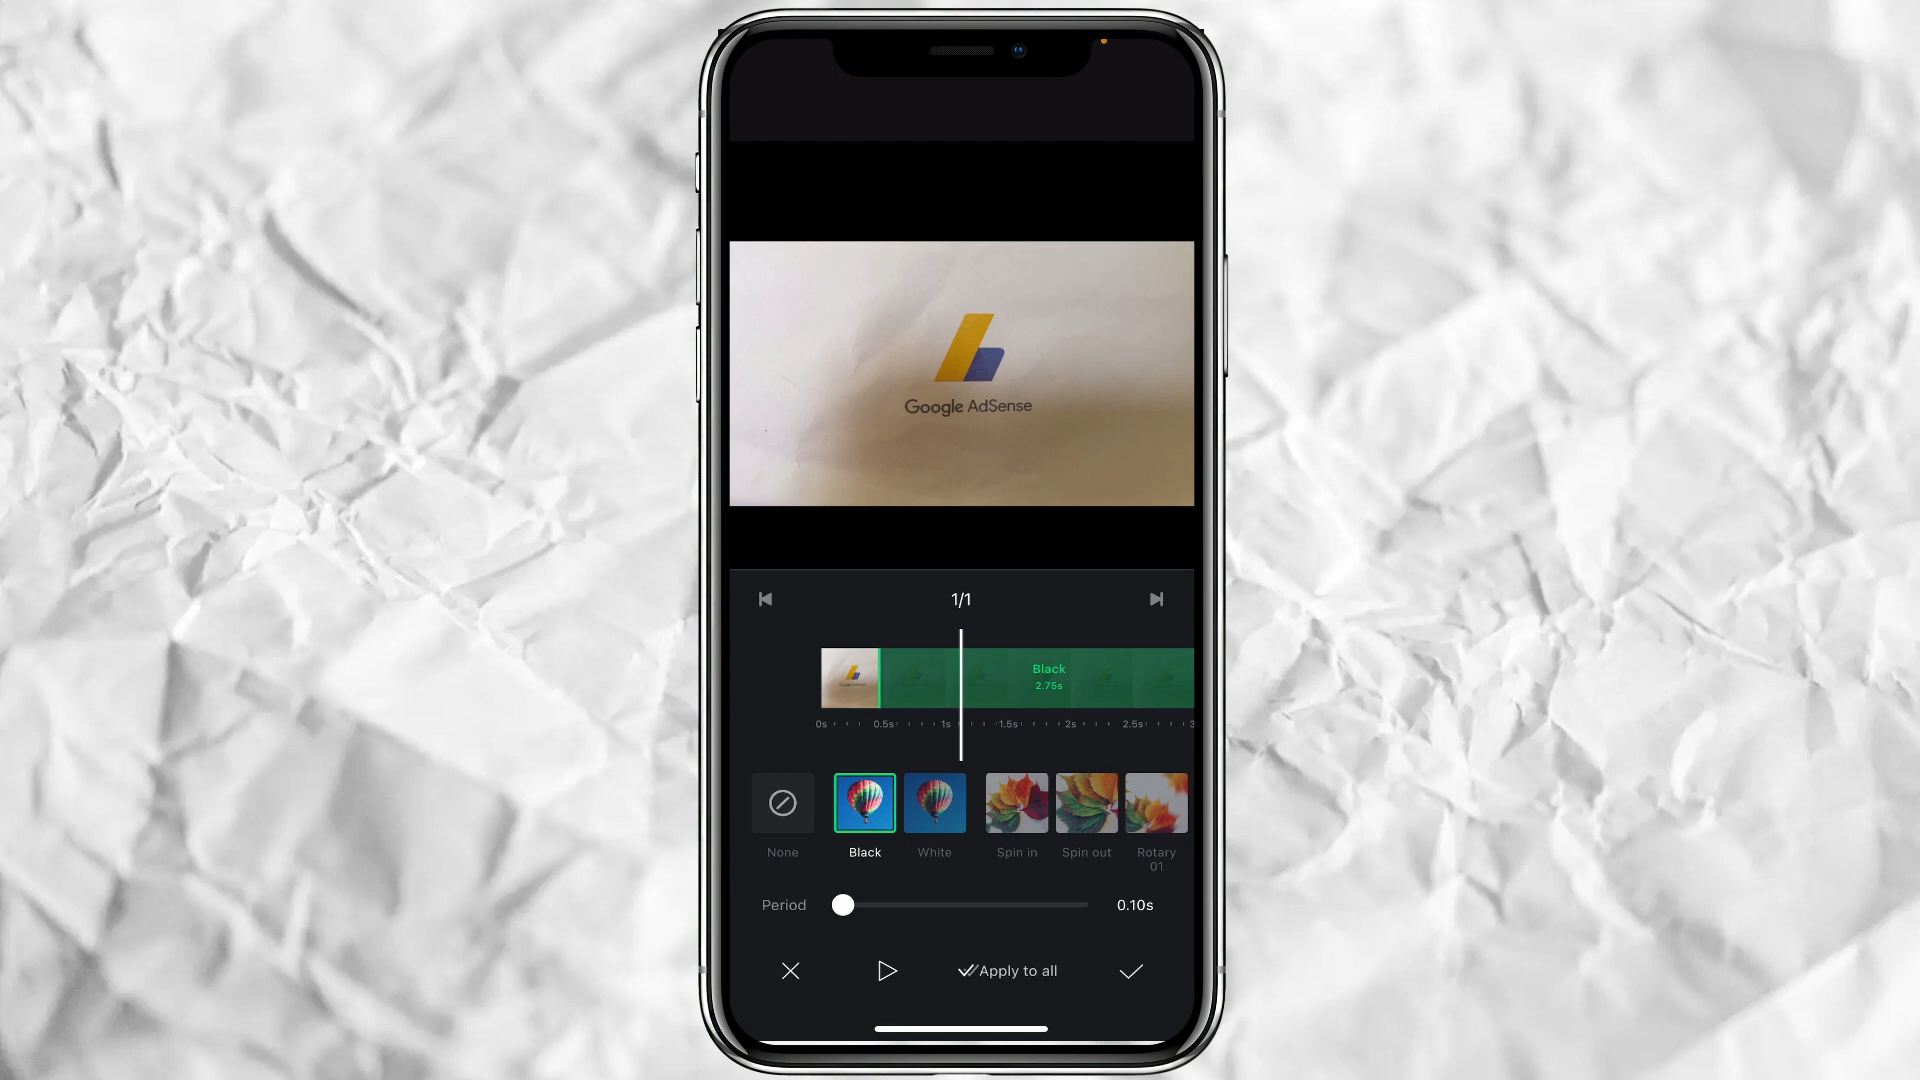 Google AdSense
1/1
Black
2.75s
0s 0.5s 1s 1.5s 2s 2.5s 3
None Black White Spin in Spin out Rotary
01
Period 0.10s
Apply to all